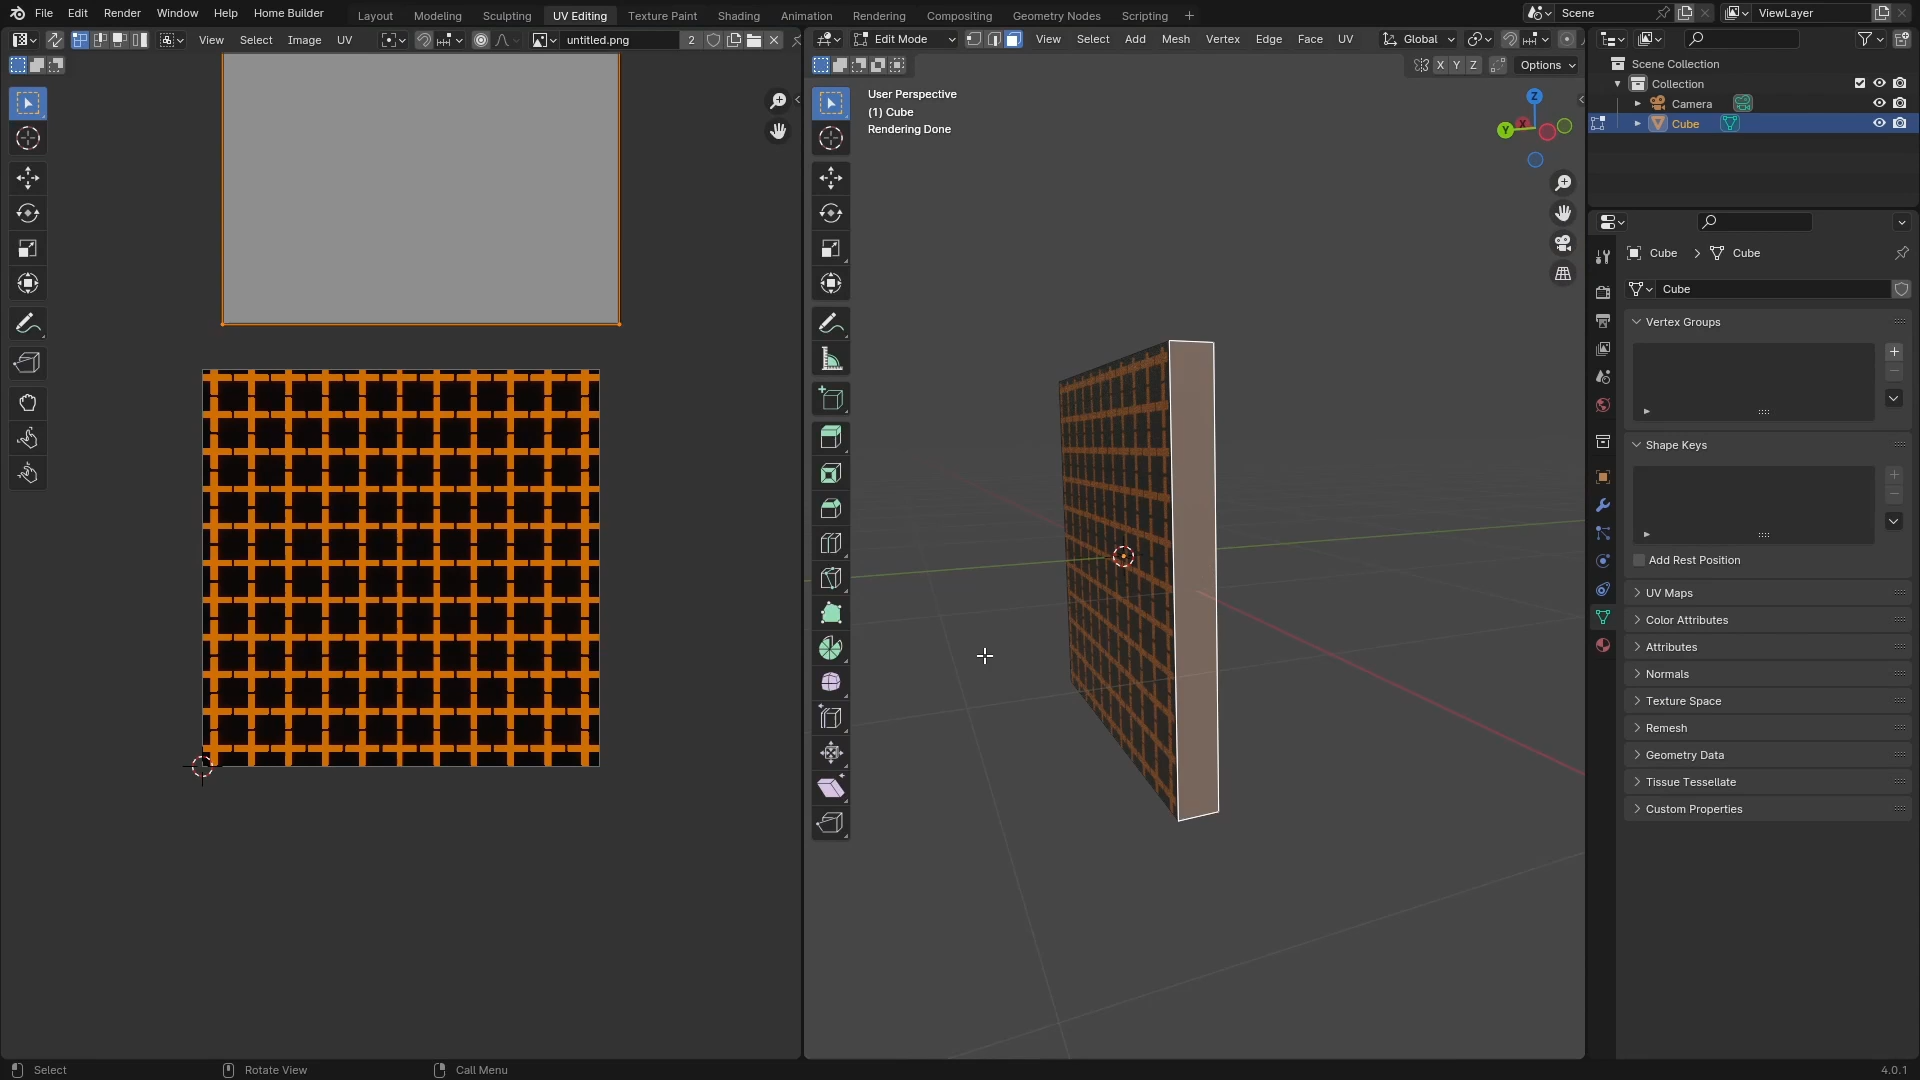 File Edit Render Window Help Home Builder Layout Modeling Sculpting UV Editing Texture Paint Shading Animation Rendering Compositing Geometry Nodes Scripting + Scene ViewLayer
View Select Image UV untitled.png 2 Edit Mode View Select Add Mesh Vertex Edge Face UV Global
X Y Z Options
Scene Collection
Collection
Camera
Cube
User Perspective
(1) Cube
Rendering Done
Z
X
Y
Cube Cube
Cube
Vertex Groups
Shape Keys
Add Rest Position
UV Maps
Color Attributes
Attributes
Normals
Texture Space
Remesh
Geometry Data
Tissue Tessellate
Custom Properties
Select Rotate View Call Menu 4.0.1